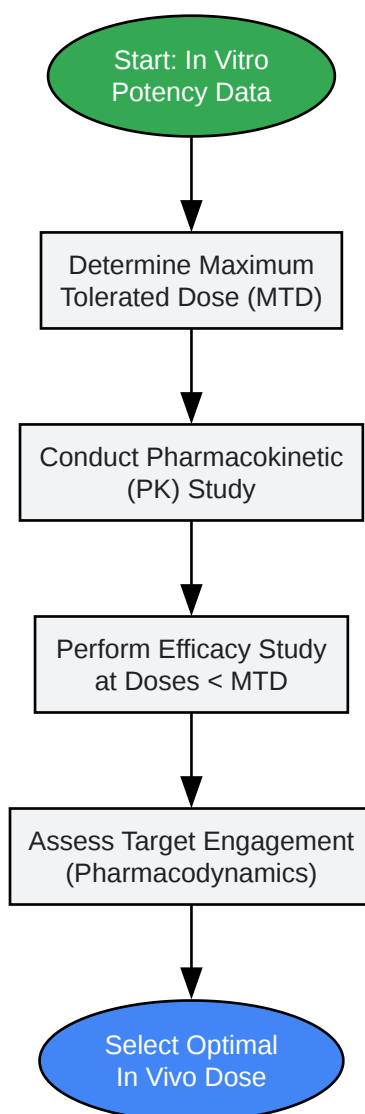 Start: In Vitro
Potency Data
Determine Maximum
Tolerated Dose (MTD)
Conduct Pharmacokinetic
(PK) Study
Perform Efficacy Study
at Doses < MTD
Assess Target Engagement
(Pharmacodynamics)
Select Optimal
In Vivo Dose